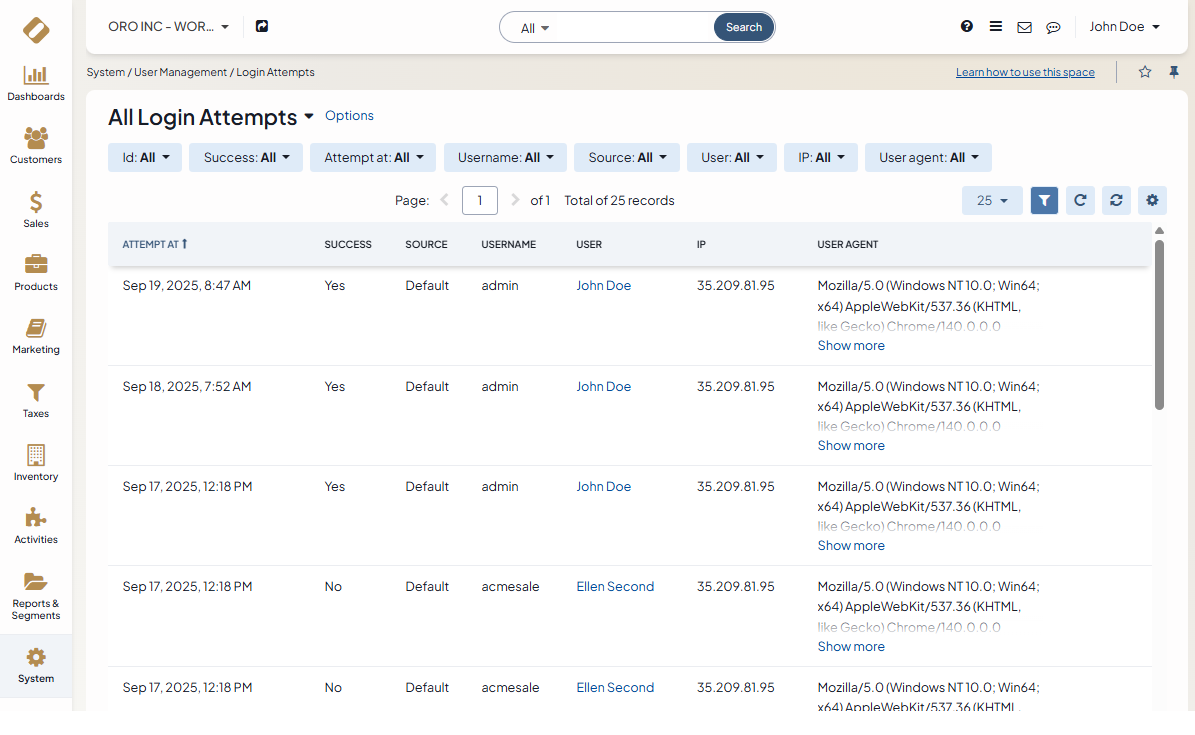 ORO INC - WOR...
All
Search
John Doe
Dashboards
Customers
Sales
Products
Marketing
Taxes
Inventory
Activities
Reports &
Segments
System
System / User Management / Login Attempts
Learn how to use this space
All Login Attempts
Options
Id: All
Success: All
Attempt at: All
Username: All
Source: All
User: All
IP: All
User agent: All
Page: 1 of 1 Total of 25 records
25
ATTEMPT AT SUCCESS SOURCE USERNAME USER IP USER AGENT
Sep 19, 2025, 8:47 AM Yes Default admin John Doe 35.209.81.95 Mozilla/5.0 (Windows NT 10.0; Win64;
x64) AppleWebKit/537.36 (KHTML,
like Gecko) Chrome/140.0.0.0
Show more
Sep 18, 2025, 7:52 AM Yes Default admin John Doe 35.209.81.95 Mozilla/5.0 (Windows NT 10.0; Win64;
x64) AppleWebKit/537.36 (KHTML,
like Gecko) Chrome/140.0.0.0
Show more
Sep 17, 2025, 12:18 PM Yes Default admin John Doe 35.209.81.95 Mozilla/5.0 (Windows NT 10.0; Win64;
x64) AppleWebKit/537.36 (KHTML,
like Gecko) Chrome/140.0.0.0
Show more
Sep 17, 2025, 12:18 PM No Default acmesale Ellen Second 35.209.81.95 Mozilla/5.0 (Windows NT 10.0; Win64;
x64) AppleWebKit/537.36 (KHTML,
like Gecko) Chrome/140.0.0.0
Show more
Sep 17, 2025, 12:18 PM No Default acmesale Ellen Second 35.209.81.95 Mozilla/5.0 (Windows NT 10.0; Win64;
x64) AppleWebKit/537.36 (KHTML,